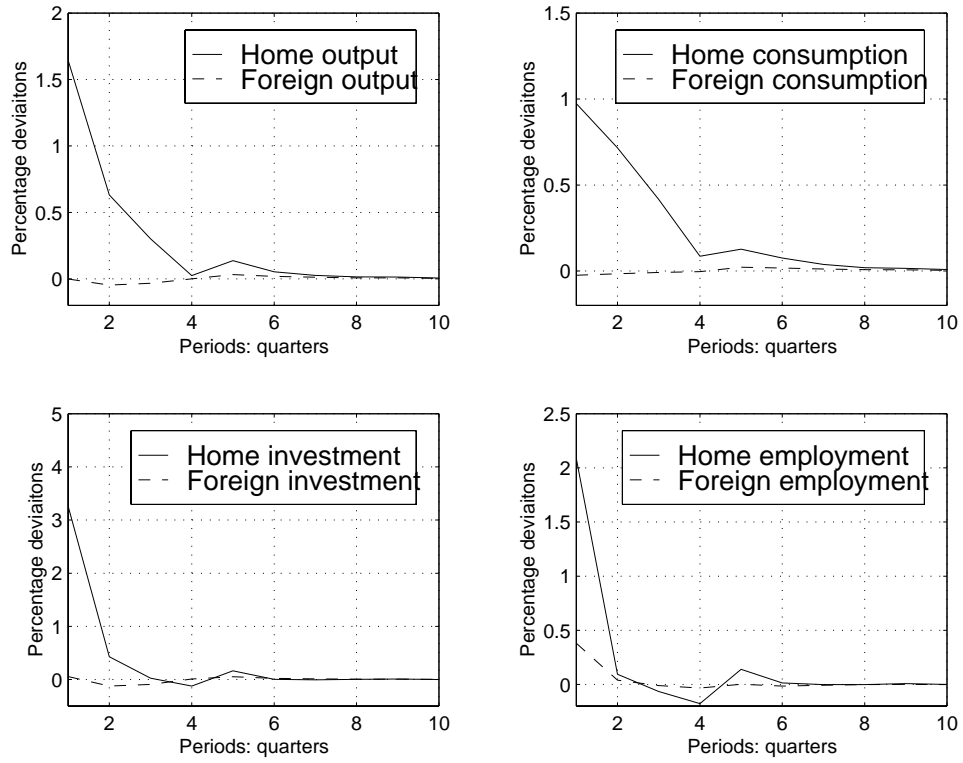 2
1.5
1
0.5
0
Percentage deviaitons
Home output
Foreign output
2 4 6 8 10
Periods: quarters
1.5
1
0.5
0
Percentage deviaitons
Home consumption
Foreign consumption
2 4 6 8 10
Periods: quarters
5
4
3
2
1
0
Percentage deviaitons
Home investment
Foreign investment
2 4 6 8 10
Periods: quarters
2.5
2
1.5
1
0.5
0
Percentage deviaitons
Home employment
Foreign employment
2 4 6 8 10
Periods: quarters